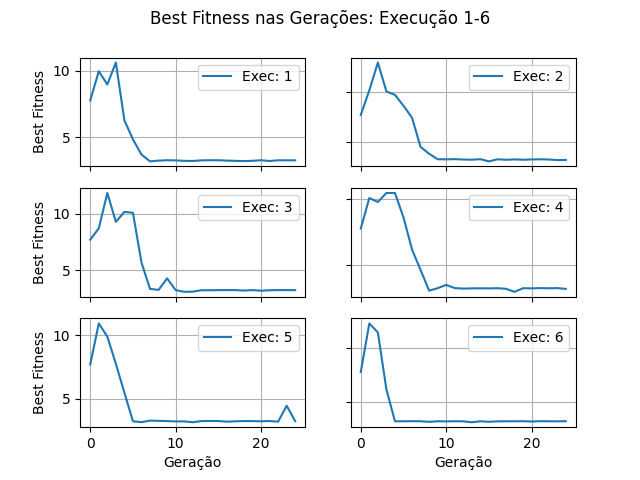 Best Fitness nas Gerações: Execução 1-6
Best Fitness
10
5
Exec: 1
Exec: 2
Best Fitness
10
5
Exec: 3
Exec: 4
Best Fitness
10
5
Exec: 5
Exec: 6
0 10 20
0 10 20
Geração
Geração